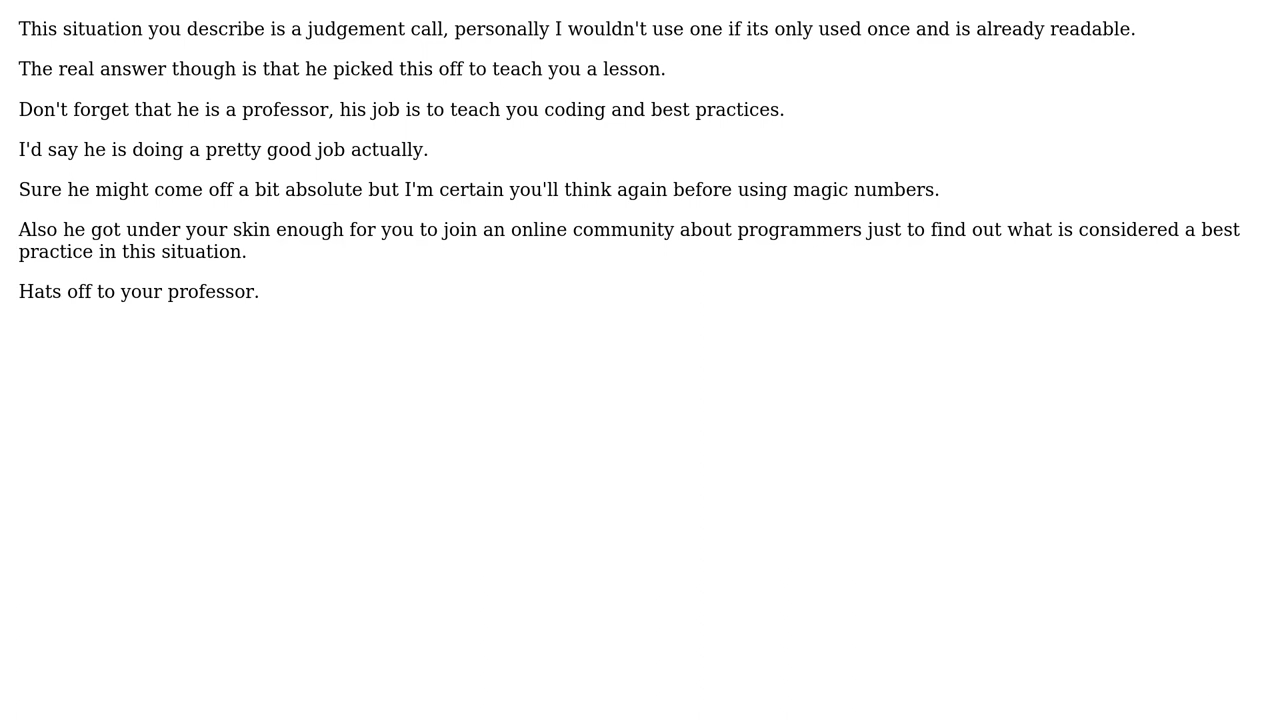 This situation you describe is a judgement call, personally I wouldn't use one if its only used once and is already readable.
The real answer though is that he picked this off to teach you a lesson.
Don't forget that he is a professor, his job is to teach you coding and best practices.
I'd say he is doing a pretty good job actually.
Sure he might come off a bit absolute but I'm certain you'll think again before using magic numbers.
Also he got under your skin enough for you to join an online community about programmers just to find out what is considered a best
practice in this situation.
Hats off to your professor.